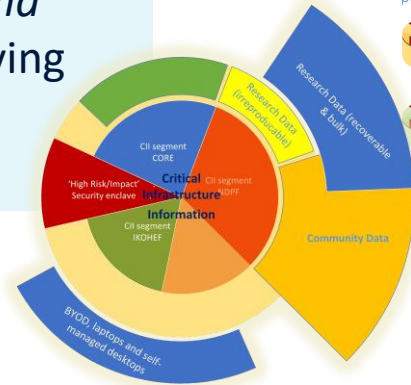 ving
Research Data
(irreproducable)
Research Data (recoverable
& bulk)
CII segment
CORE
'High Risk/Impact'
Security enclave
Critical
Infrastructure
Information
CII segment
NDPF
CII segment
IKOHEF
Community Data
BYOD, laptops and self-
managed desktops